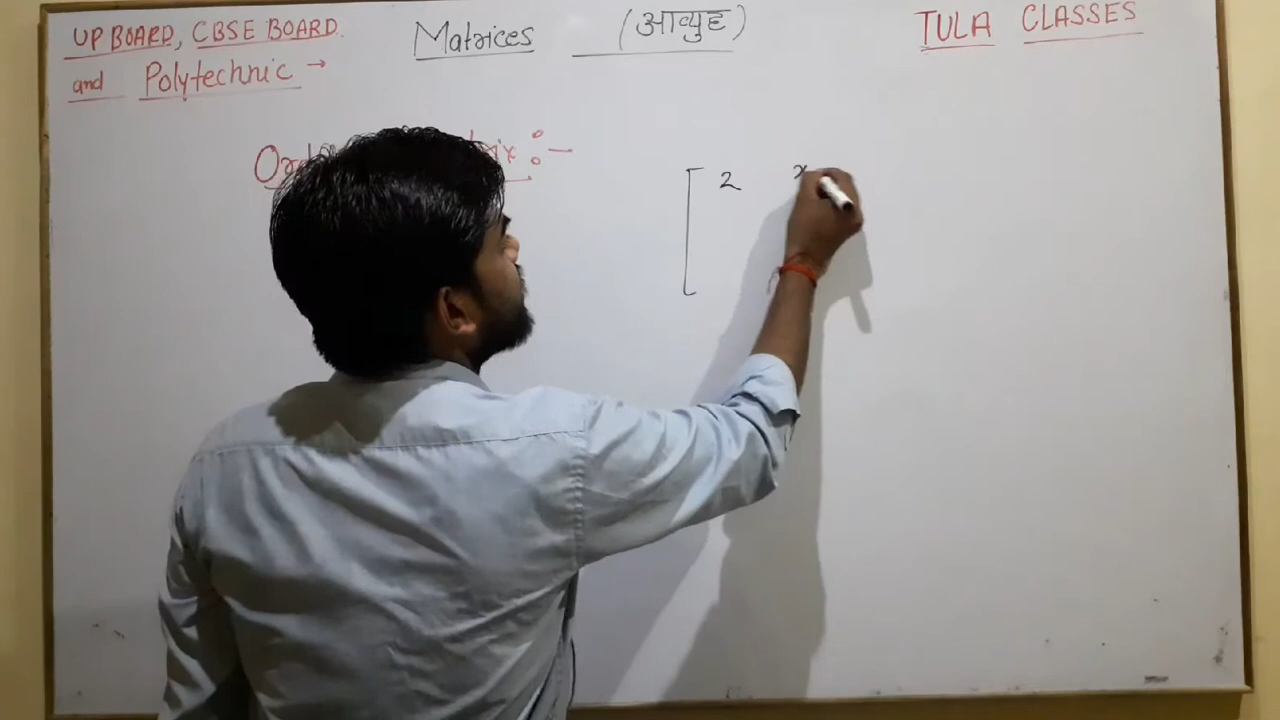 UP BOARD, CBSE BOARD.
and Polytechnic →
Matrices (आव्युह)
TULA CLASSES
:-
[ 2 x